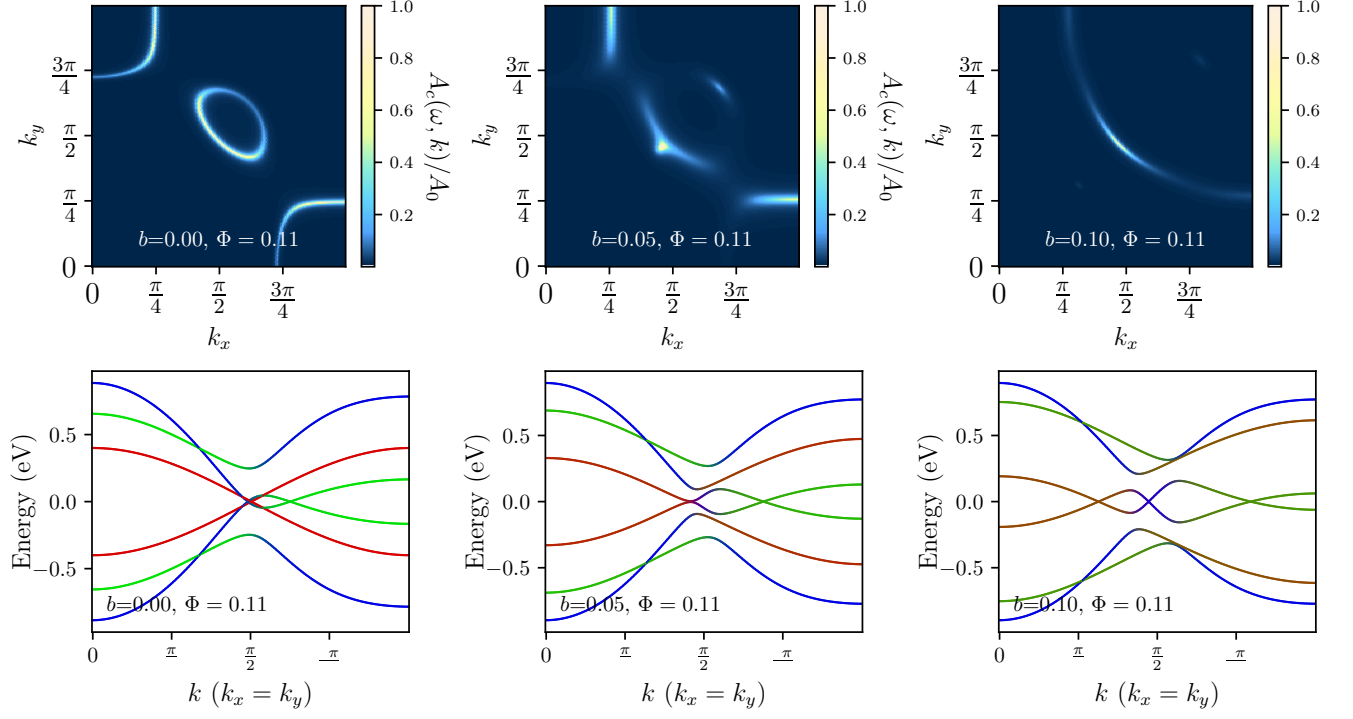 1.0
0.8
0.6
0.4
0.2
A_c(ω, k)/A_0
3π/4
π/2
π/4
0
k_y
b=0.00, Φ = 0.11
0 π/4 π/2 3π/4
k_x
1.0
0.8
0.6
0.4
0.2
A_c(ω, k)/A_0
3π/4
π/2
π/4
0
k_y
b=0.05, Φ = 0.11
0 π/4 π/2 3π/4
k_x
1.0
0.8
0.6
0.4
0.2
3π/4
π/2
π/4
0
k_y
b=0.10, Φ = 0.11
0 π/4 π/2 3π/4
k_x
Energy (eV)
0.5
0.0
−0.5
b=0.00, Φ = 0.11
0 π π/2 π
k (k_x = k_y)
Energy (eV)
0.5
0.0
−0.5
b=0.05, Φ = 0.11
0 π π/2 π
k (k_x = k_y)
Energy (eV)
0.5
0.0
−0.5
b=0.10, Φ = 0.11
0 π π/2 π
k (k_x = k_y)